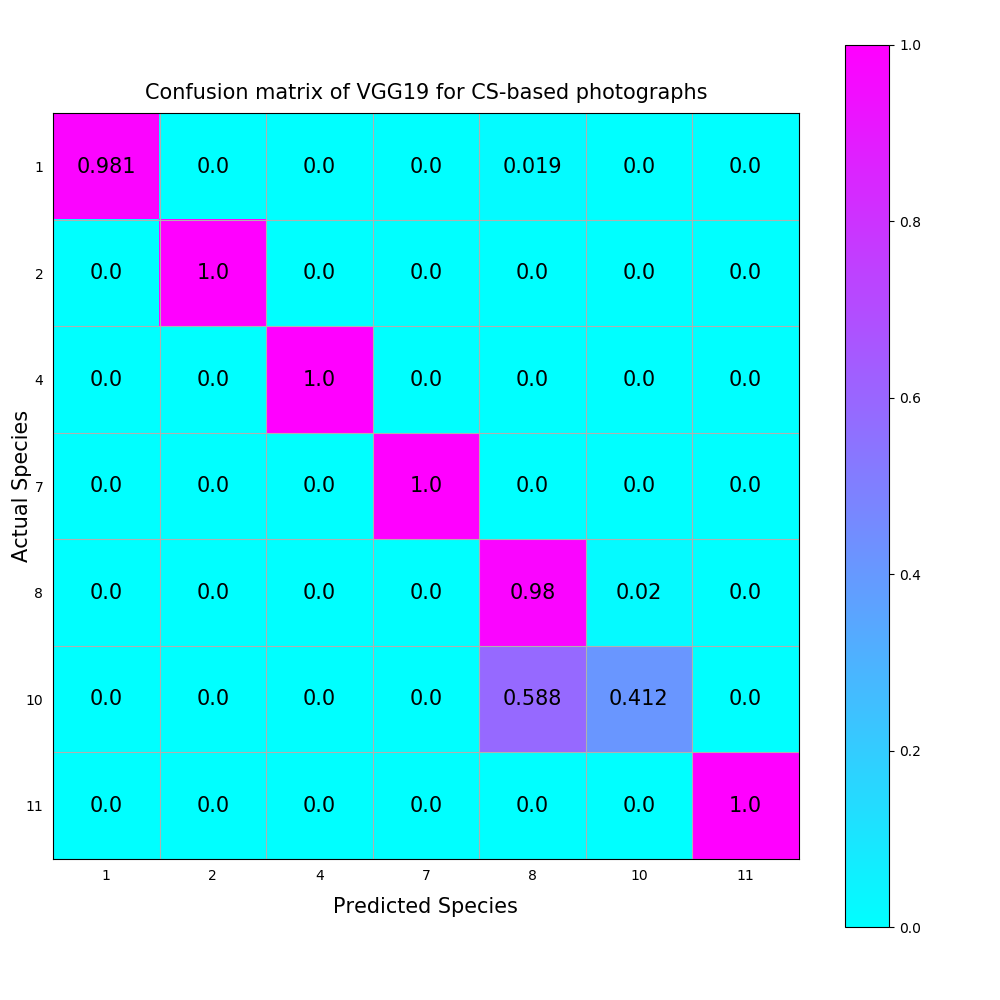 Confusion matrix of VGG19 for CS-based photographs
1 0.981 0.0 0.0 0.0 0.019 0.0 0.0
2 0.0 1.0 0.0 0.0 0.0 0.0 0.0
4 0.0 0.0 1.0 0.0 0.0 0.0 0.0
7 0.0 0.0 0.0 1.0 0.0 0.0 0.0
8 0.0 0.0 0.0 0.0 0.98 0.02 0.0
10 0.0 0.0 0.0 0.0 0.588 0.412 0.0
11 0.0 0.0 0.0 0.0 0.0 0.0 1.0
1 2 4 7 8 10 11
Predicted Species
Actual Species
1.0
0.8
0.6
0.4
0.2
0.0